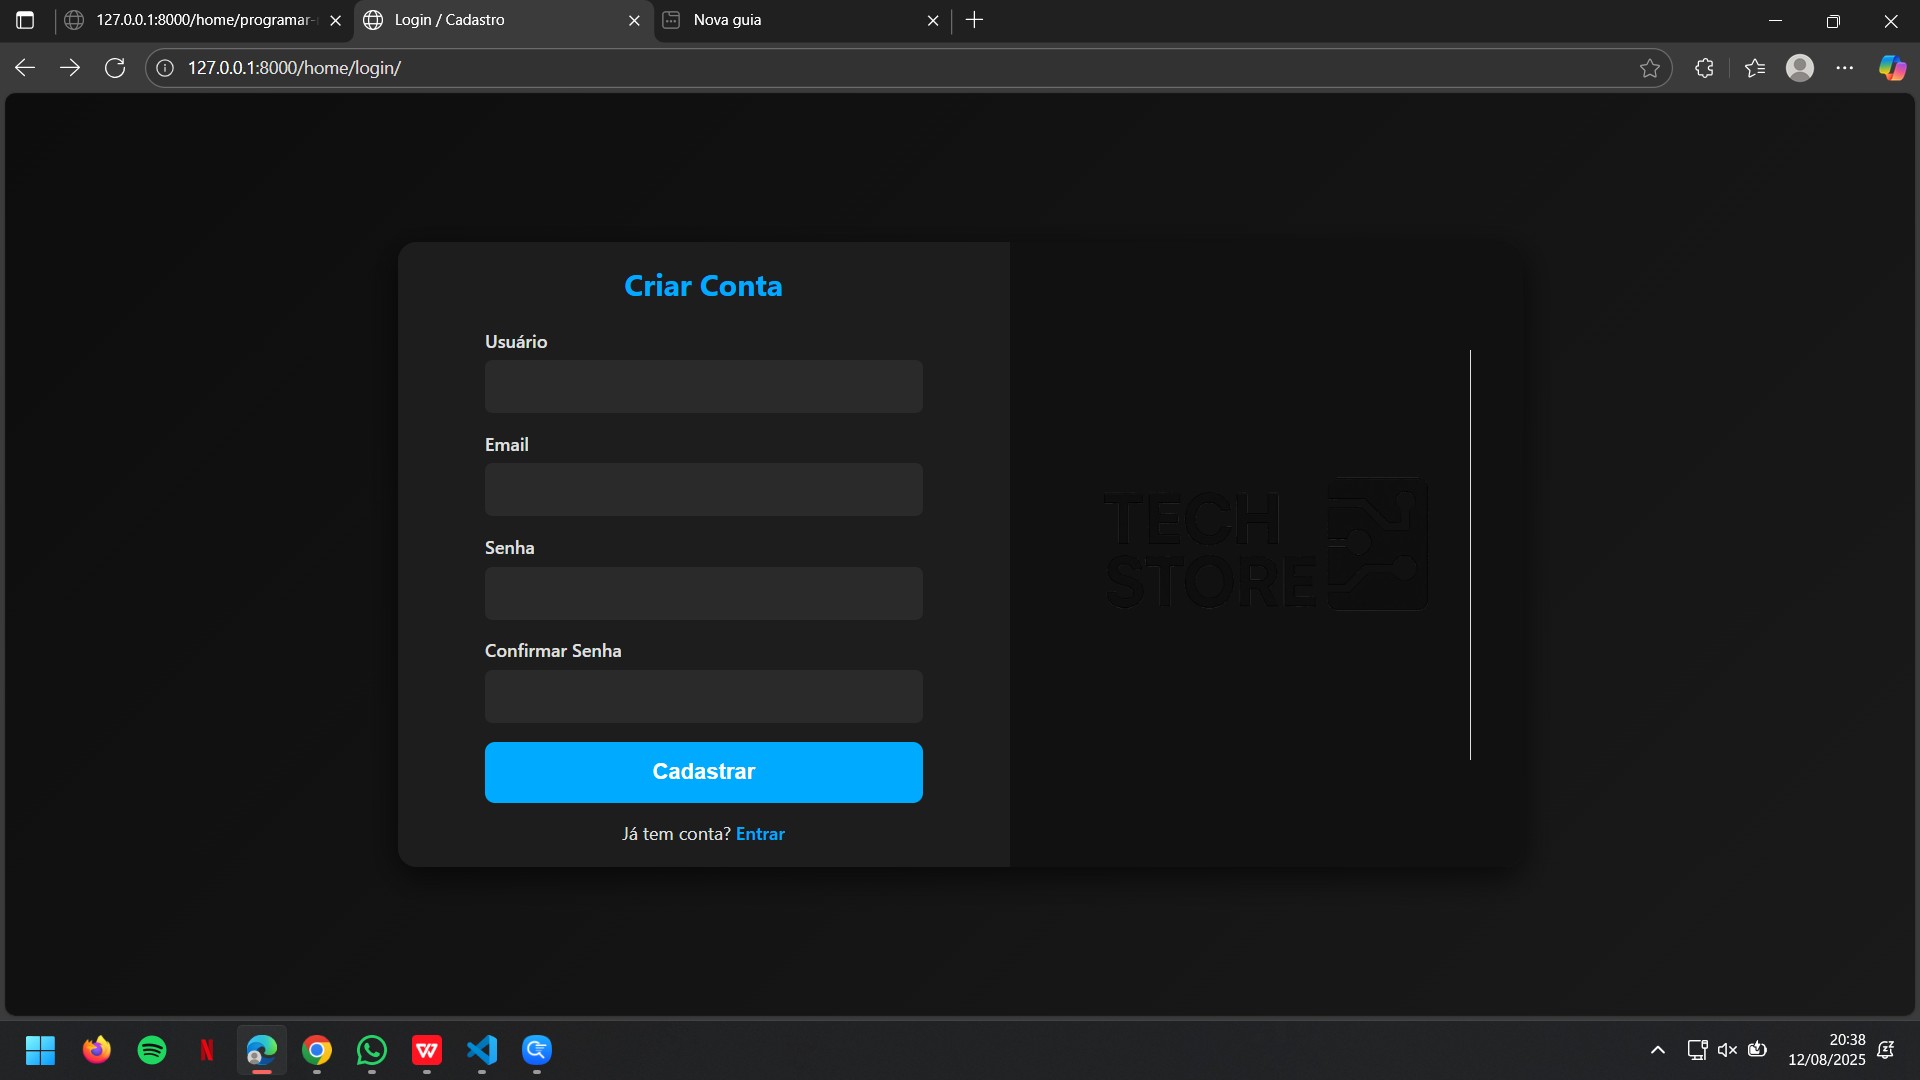 127.0.0.1:8000/home/programar-
Login / Cadastro
Nova guia
127.0.0.1:8000/home/login/
Criar Conta
Usuário
Email
Senha
Confirmar Senha
Cadastrar
Já tem conta? Entrar
TECH
STORE
20:38
12/08/2025